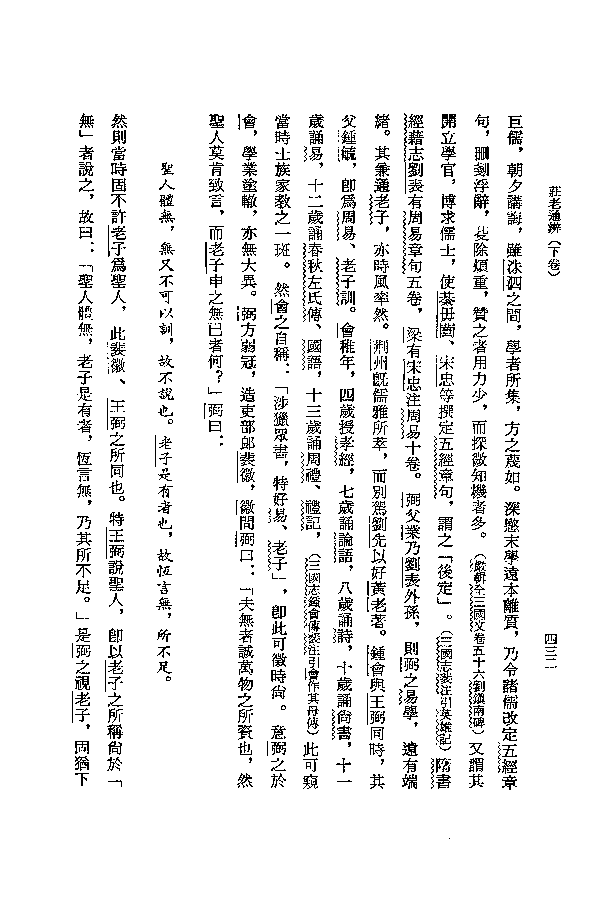 莊老通辨（下卷）
四三二
巨儒，朝夕講誨，雖洙泗之間，學者所集，方之蔑如。深愍末學遠本離質，乃令諸儒改定五經章
句，刪剗浮辭，芟除煩重，贊之者用力少，而探微知機者多。（嚴輯全三國文卷五十六劉鎮南碑）又謂其
開立學官，博求儒士，使綦毋闓、宋忠等撰定五經章句，謂之「後定」。（三國志裴注引英雄記）隋書
經籍志劉表有周易章句五卷，梁有宋忠注周易十卷。弼父業乃劉表外孫，則弼之易學，遠有端
緒。其兼通老子，亦時風率然。荆州既儒雅所萃，而別駕劉先以好黃老著。鍾會與王弼同時，其
父鍾繇，卽爲周易、老子訓。會稚年，四歲授孝經，七歲誦論語，八歲誦詩，十歲誦尚書，十一
歲誦易，十二歲誦春秋左氏傳、國語，十三歲誦周禮、禮記，（三國志鍾會傳裴注引會作其母傳）此可窺
當時士族家教之一斑。然會之自稱：「涉獵眾書，特好易、老子」，卽此可徵時尚。意弼之於
會，學業塗轍，亦無大異。弼方弱冠，造吏部郎裴徽，徽問弼曰：「夫無者誠萬物之所資也，然
聖人莫肯致言，而老子申之無已者何？」弼曰：
聖人體無，無又不可以訓，故不說也。老子是有者也，故恆言無，所不足。
然則當時固不許老子爲聖人，此裴徽、王弼之所同也。特王弼說聖人，卽以老子之所稱尚於「
無」者說之，故曰：「聖人體無，老子是有者，恆言無，乃其所不足。」是弼之視老子，固猶下